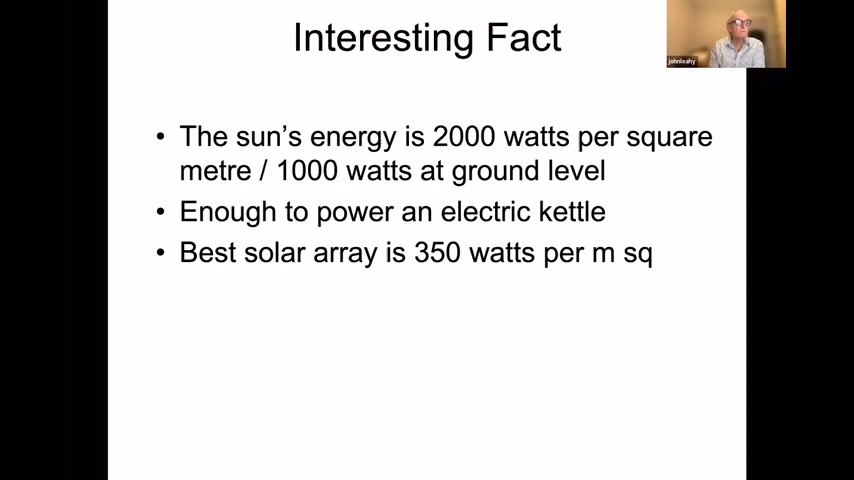 Interesting Fact
johnleahy
• The sun’s energy is 2000 watts per square
metre / 1000 watts at ground level
• Enough to power an electric kettle
• Best solar array is 350 watts per m sq